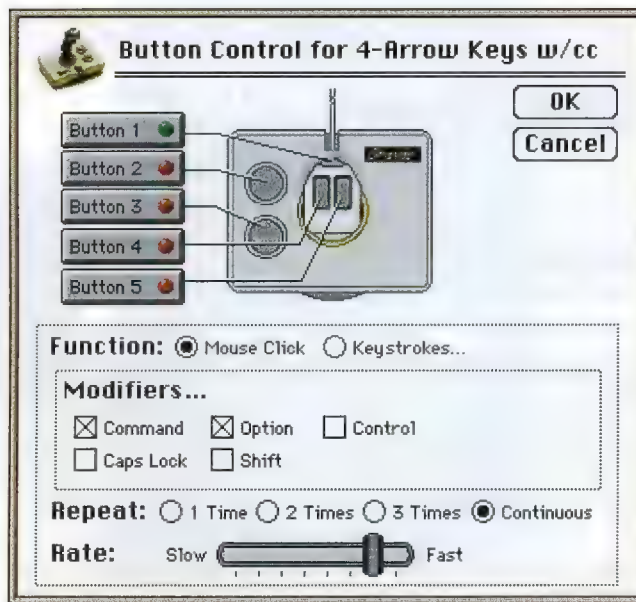 Button Control for 4-Arrow Keys w/cc
OK
Cancel
Button 1
Button 2
Button 3
Button 4
Button 5
Function: Mouse Click Keystrokes...
Modifiers...
Command Option Control
Caps Lock Shift
Repeat: 1 Time 2 Times 3 Times Continuous
Rate: Slow Fast